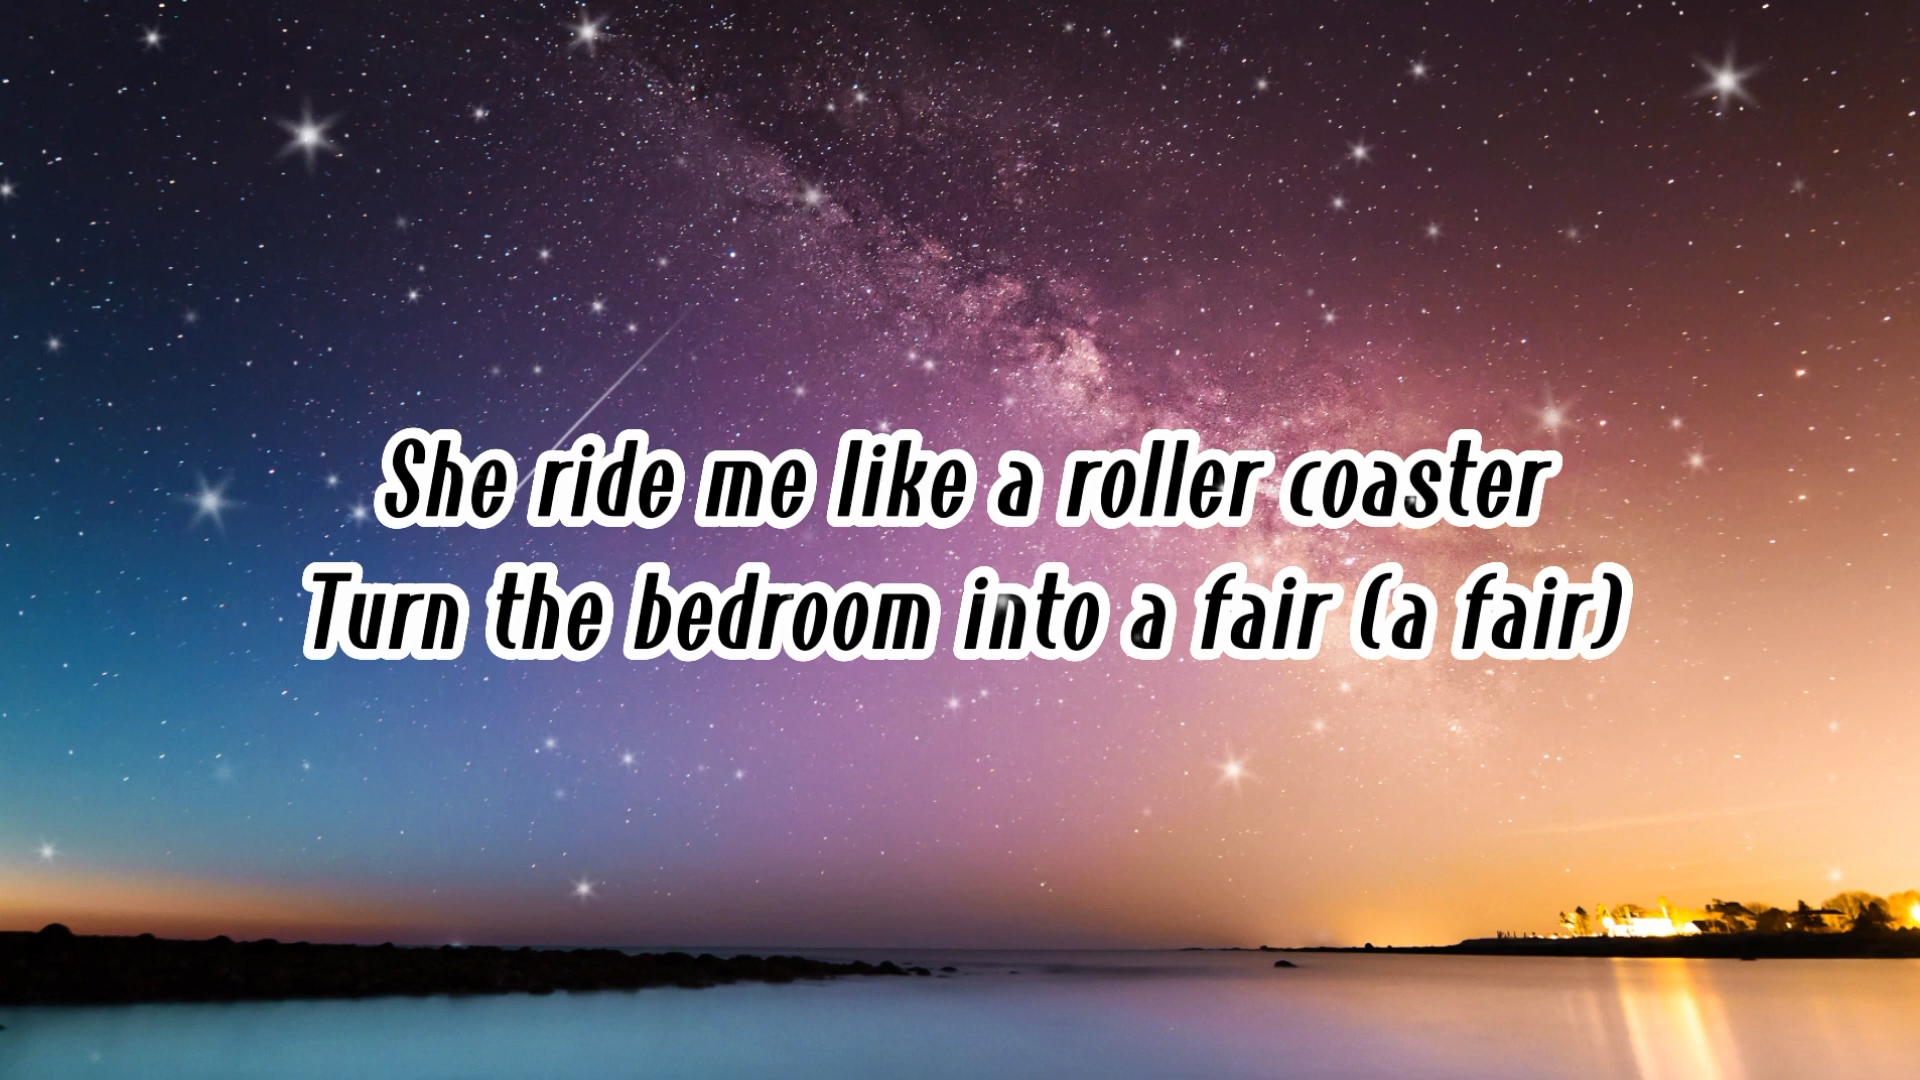 She ride me like a roller coaster
Turn the bedroom into a fair (a fair)